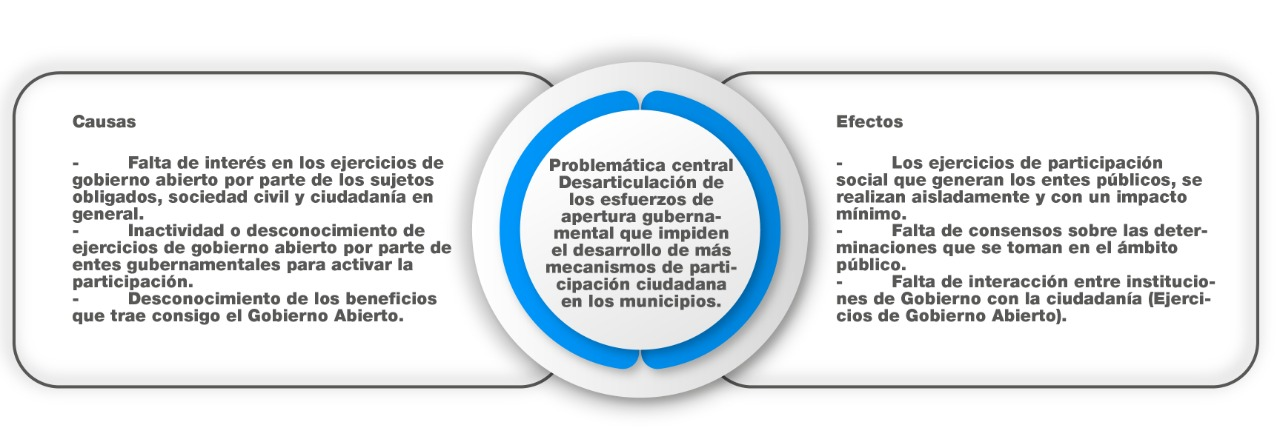 Causas
- Falta de interés en los ejercicios de
gobierno abierto por parte de los sujetos
obligados, sociedad civil y ciudadanía en
general.
- Inactividad o desconocimiento de
ejercicios de gobierno abierto por parte de
entes gubernamentales para activar la
participación.
- Desconocimiento de los beneficios
que trae consigo el Gobierno Abierto.
Problemática central
Desarticulación de
los esfuerzos de
apertura guberna-
mental que impiden
el desarrollo de más
mecanismos de parti-
cipación ciudadana
en los municipios.
Efectos
- Los ejercicios de participación
social que generan los entes públicos, se
realizan aisladamente y con un impacto
mínimo.
- Falta de consensos sobre las deter-
minaciones que se toman en el ámbito
público.
- Falta de interacción entre institucio-
nes de Gobierno con la ciudadanía (Ejerci-
cios de Gobierno Abierto).